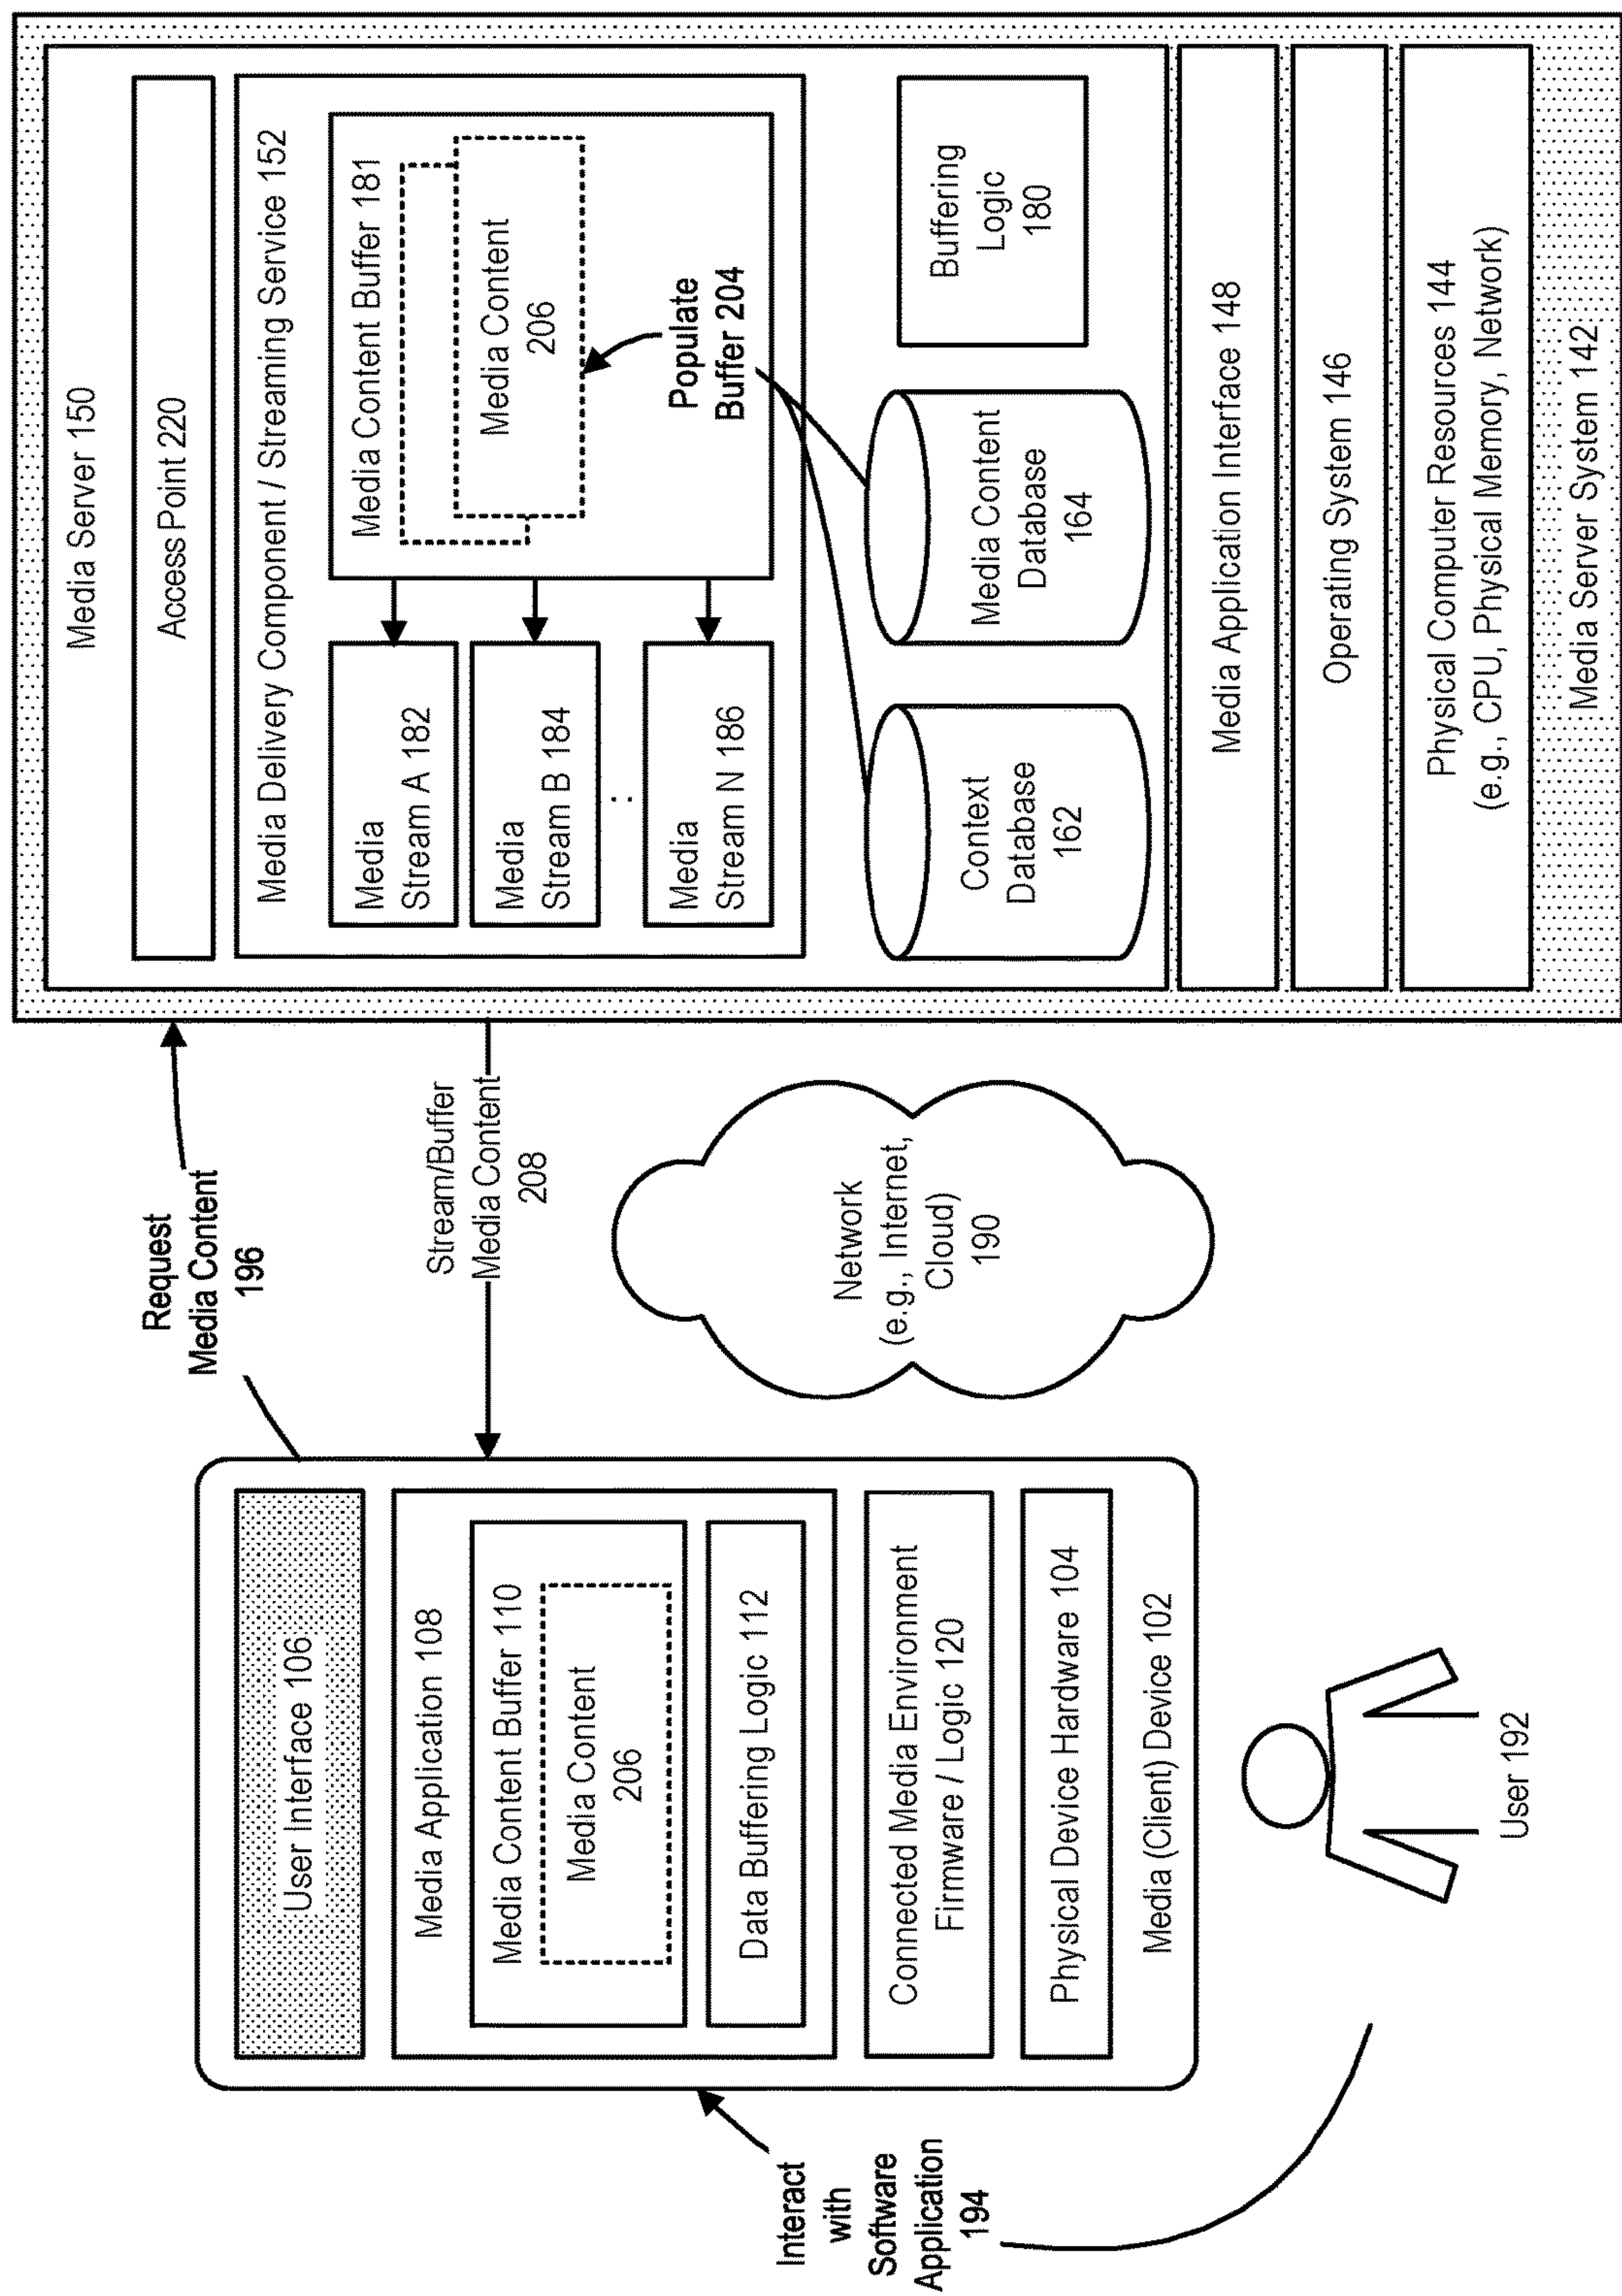 User Interface 106
Media Application 108
Media Content Buffer 110
Media Content
206
Data Buffering Logic 112
Connected Media Environment
Firmware / Logic 120
Physical Device Hardware 104
Media (Client) Device 102
Interact
with
Software
Application
194
User 192
Request
Media Content
196
Stream/Buffer
Media Content
208
Network
(e.g., Internet,
Cloud)
190
Media Server 150
Access Point 220
Media Delivery Component / Streaming Service 152
Media
Stream A 182
Media
Stream B 184
..
Media
Stream N 186
Media Content Buffer 181
Media Content
206
Populate
Buffer 204
Context
Database
162
Media Content
Database
164
Buffering
Logic
180
Media Application Interface 148
Operating System 146
Physical Computer Resources 144
(e.g., CPU, Physical Memory, Network)
Media Server System 142